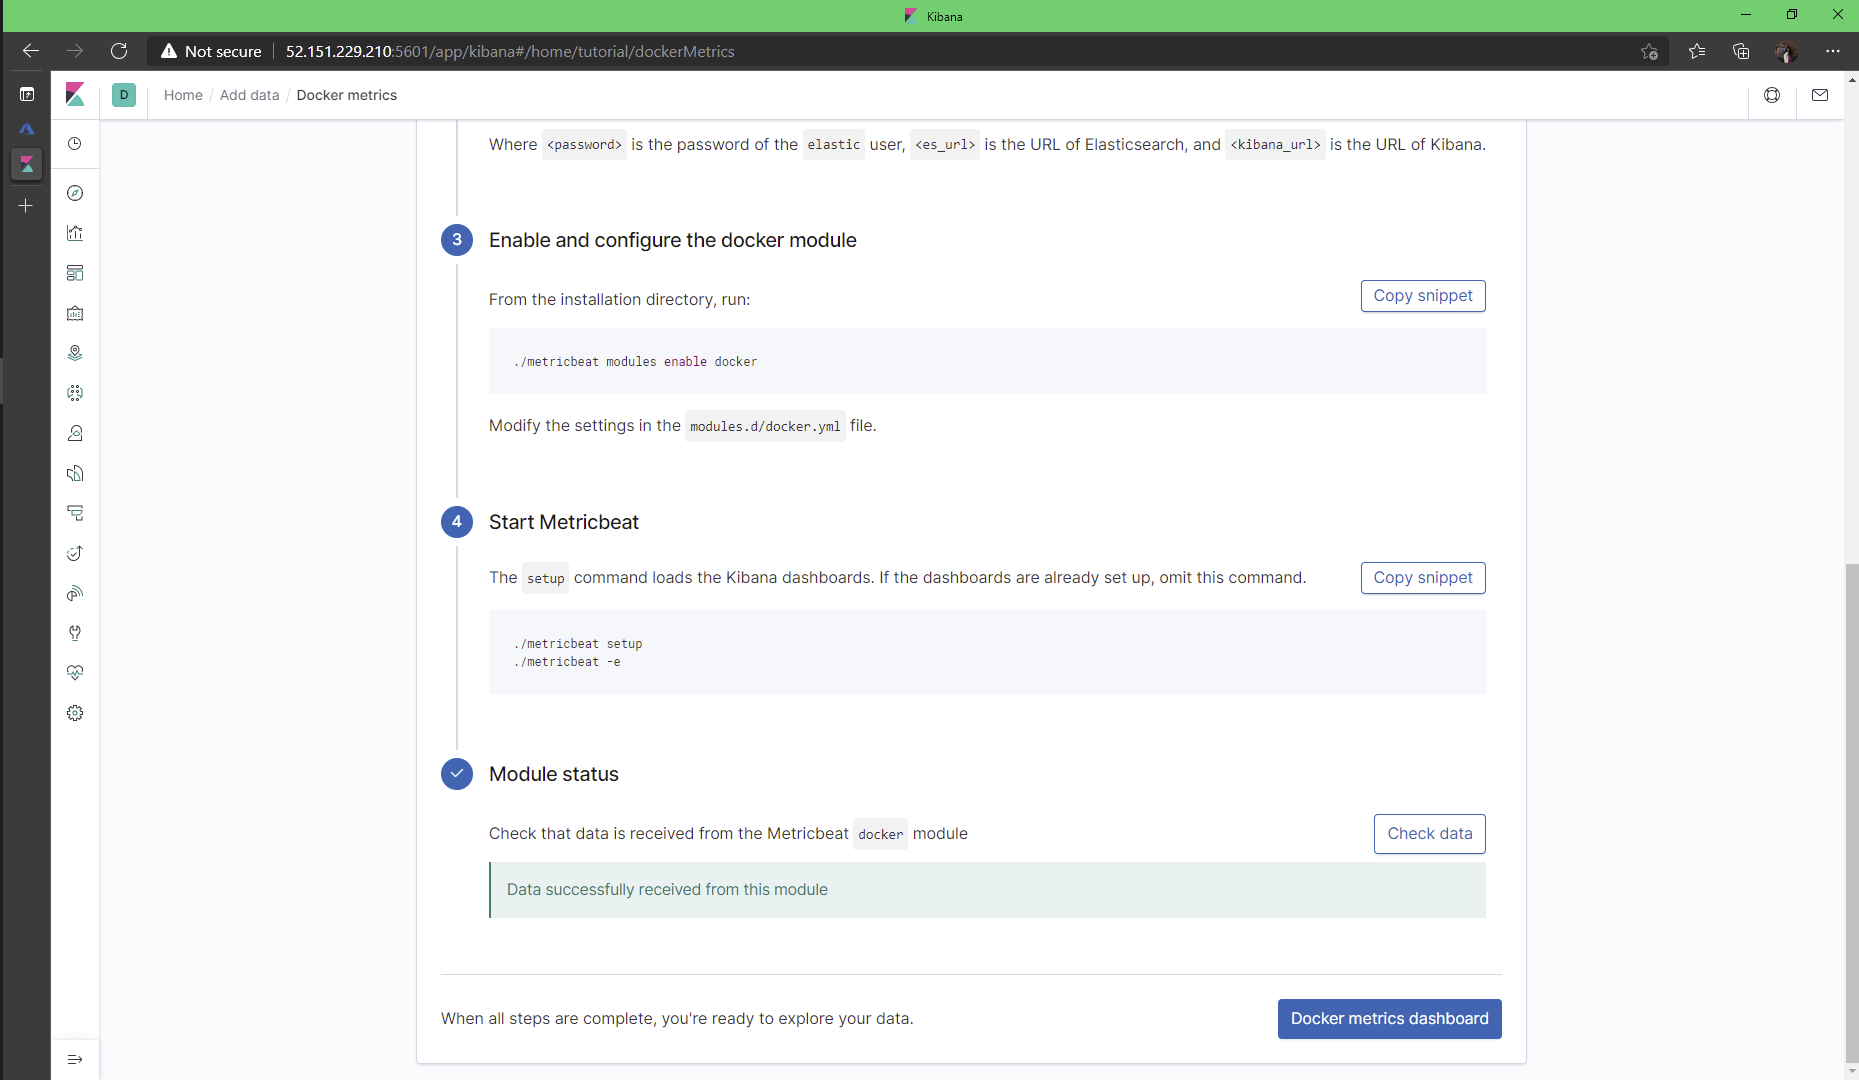 Kibana
Not secure
52.151.229.210:5601/app/kibana#/home/tutorial/dockerMetrics
D
Home / Add data / Docker metrics
Where <password> is the password of the elastic user, <es_url> is the URL of Elasticsearch, and <kibana_url> is the URL of Kibana.
3
Enable and configure the docker module
From the installation directory, run:
Copy snippet
./metricbeat modules enable docker
Modify the settings in the modules.d/docker.yml file.
4
Start Metricbeat
The setup command loads the Kibana dashboards. If the dashboards are already set up, omit this command.
Copy snippet
./metricbeat setup
./metricbeat -e
Module status
Check that data is received from the Metricbeat docker module
Check data
Data successfully received from this module
When all steps are complete, you're ready to explore your data.
Docker metrics dashboard